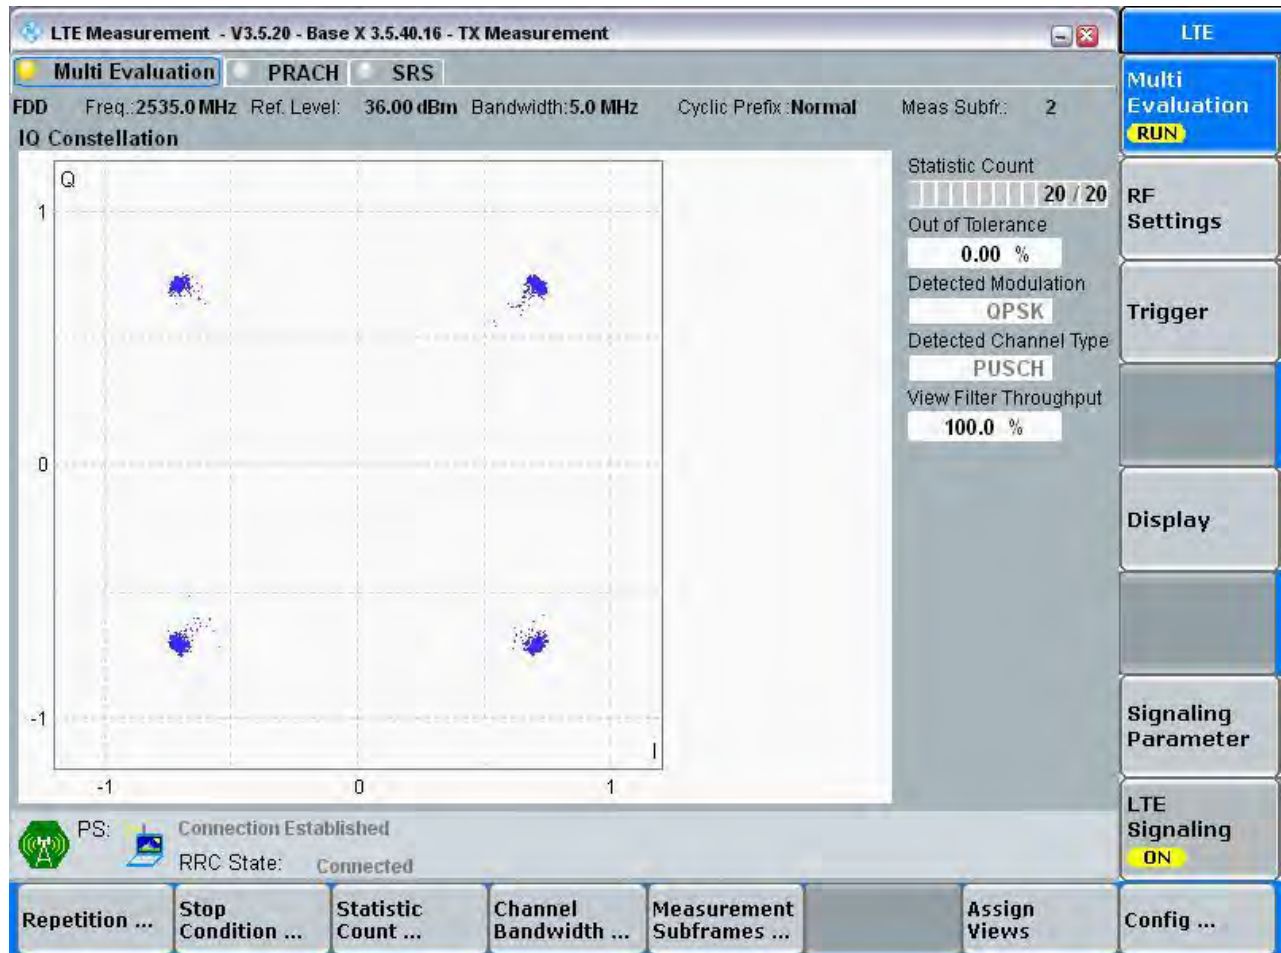 LTE Measurement - V3.5.20 - Base X 3.5.40.16 - TX Measurement
LTE
Multi Evaluation PRACH SRS
FDD Freq.:2535.0 MHz Ref. Level: 36.00 dBm Bandwidth:5.0 MHz Cyclic Prefix :Normal Meas Subfr.: 2
IQ Constellation
Q
1
0
-1
-1 0 1
I
Statistic Count
20 / 20
Out of Tolerance
0.00 %
Detected Modulation
QPSK
Detected Channel Type
PUSCH
View Filter Throughput
100.0 %
Multi
Evaluation
RUN
RF
Settings
Trigger
Display
Signaling
Parameter
LTE
Signaling
ON
PS: Connection Established
RRC State: Connected
Repetition ...
Stop
Condition ...
Statistic
Count ...
Channel
Bandwidth ...
Measurement
Subframes ...
Assign
Views
Config ...